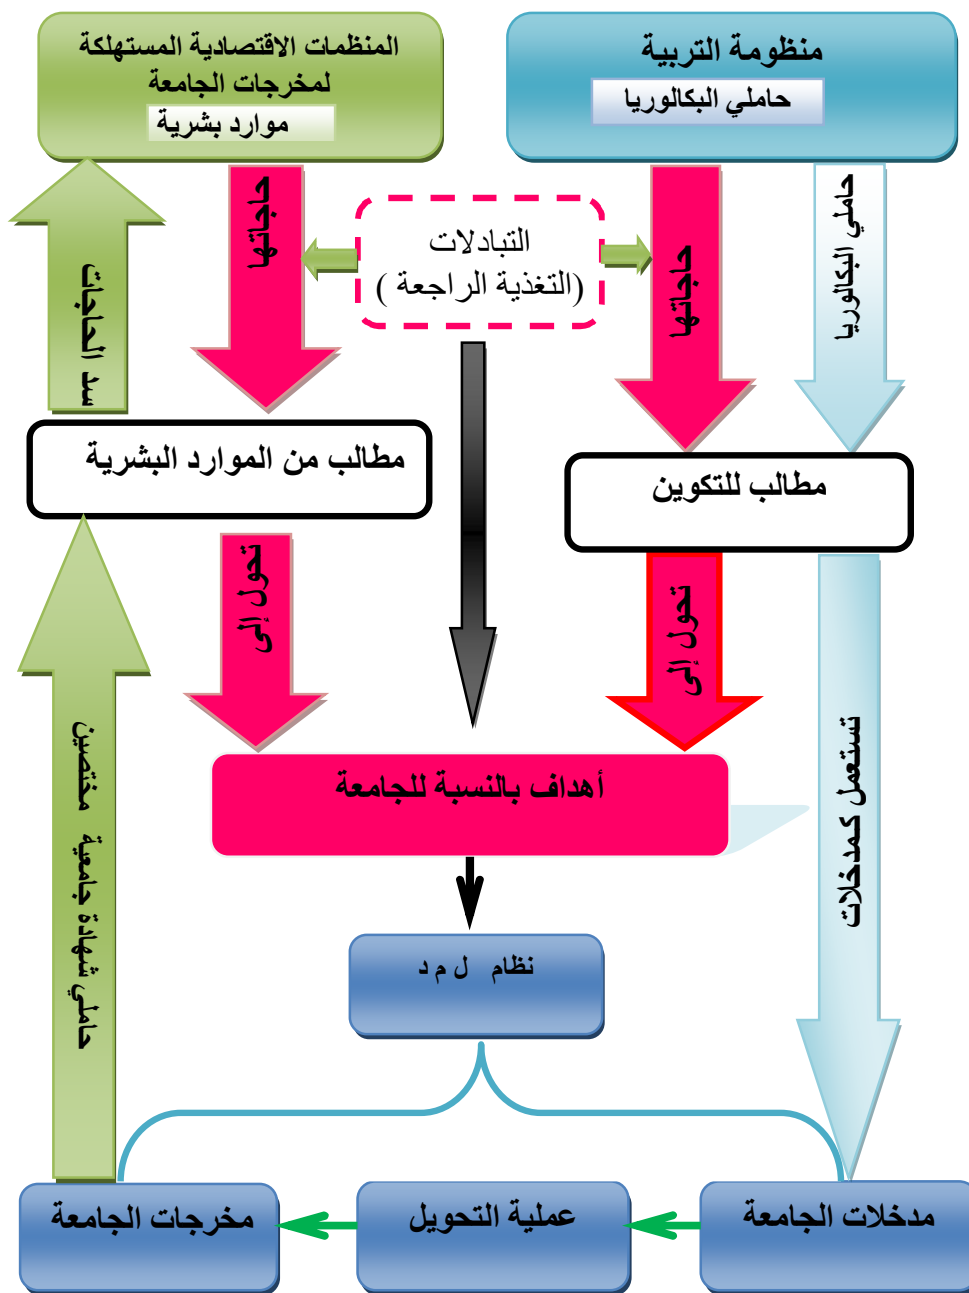 منظومة التربية
حاملي البكالوريا
المنظمات الاقتصادية المستهلكة
لمخرجات الجامعة
موارد بشرية
حاملي البكالوريا
حاجاتها
التبادلات
(التغذية الراجعة )
حاجاتها
سد الحاجات
مطالب للتكوين
مطالب من الموارد البشرية
تستعمل كمدخلات
تحول إلى
تحول إلى
حاملي شهادة جامعية مختصين
أهداف بالنسبة للجامعة
نظام ل م د
مدخلات الجامعة
عملية التحويل
مخرجات الجامعة